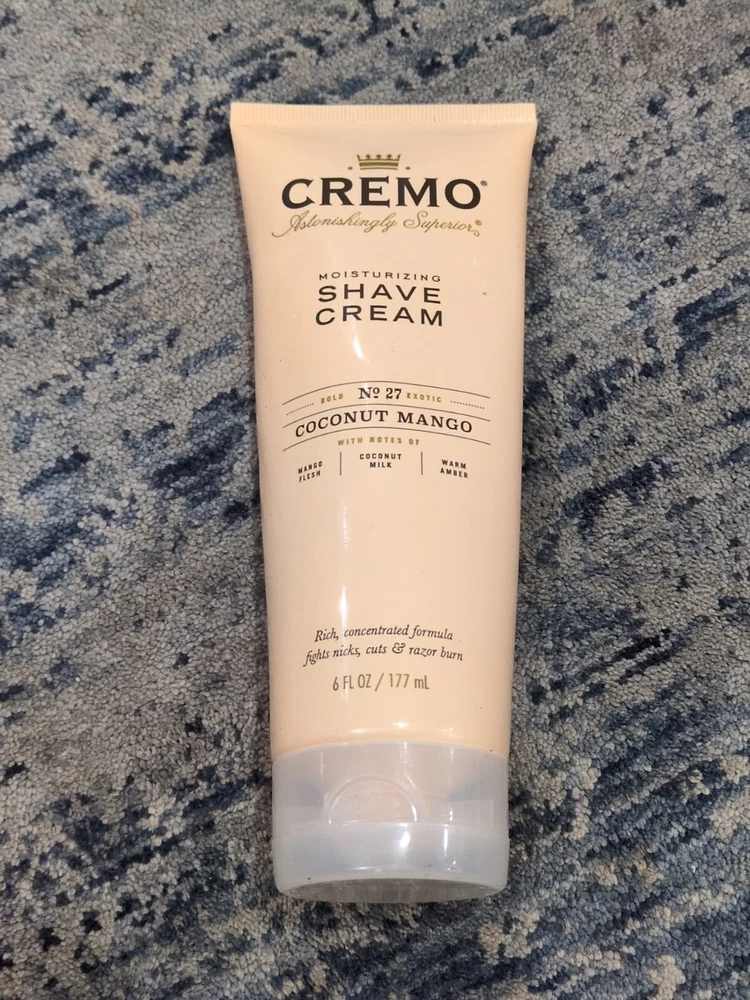 CREMO®
Astonishingly Superior®
MOISTURIZING
SHAVE
CREAM
BOLD Nº 27 EXOTIC
COCONUT MANGO
WITH NOTES OF
MANGO FLESH | COCONUT MILK | WARM AMBER
Rich, concentrated formula
fights nicks, cuts & razor burn
6 FL OZ / 177 mL